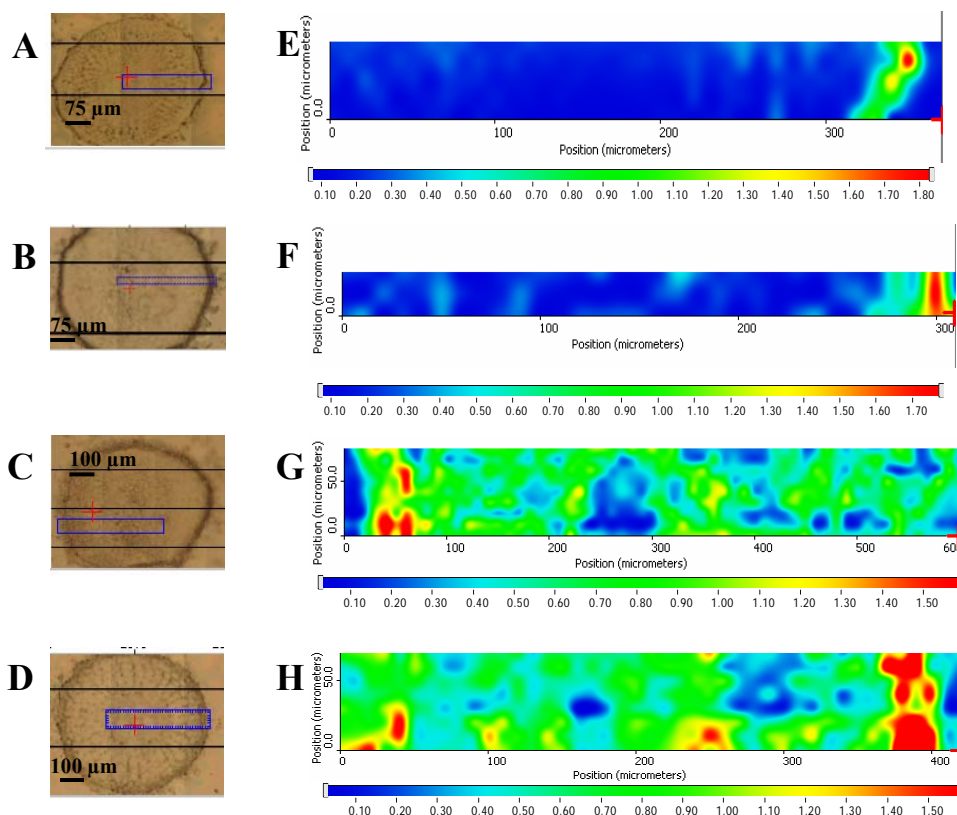 A
75 µm
E
Position (micrometers)
0.0
0 100 200 300
Position (micrometers)
0.10 0.20 0.30 0.40 0.50 0.60 0.70 0.80 0.90 1.00 1.10 1.20 1.30 1.40 1.50 1.60 1.70 1.80
B
75 µm
F
Position (micrometers)
0.0
0 100 200 300
Position (micrometers)
0.10 0.20 0.30 0.40 0.50 0.60 0.70 0.80 0.90 1.00 1.10 1.20 1.30 1.40 1.50 1.60 1.70
C
100 µm
G
Position (micrometers)
50.0
0.0
0 100 200 300 400 500
Position (micrometers)
0.10 0.20 0.30 0.40 0.50 0.60 0.70 0.80 0.90 1.00 1.10 1.20 1.30 1.40 1.50
D
100 µm
H
Position (micrometers)
50.0
0.0
0 100 200 300 400
Position (micrometers)
0.10 0.20 0.30 0.40 0.50 0.60 0.70 0.80 0.90 1.00 1.10 1.20 1.30 1.40 1.50